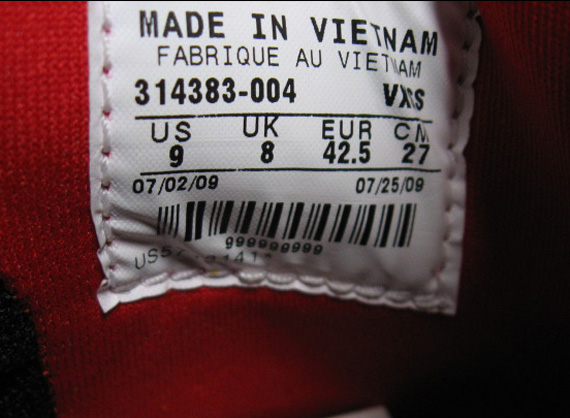 MADE IN VIETNAM
FABRIQUE AU VIETNAM
314383-004 VXS
US UK EUR CM
9 8 42.5 27
07/02/09 07/25/09
999999999